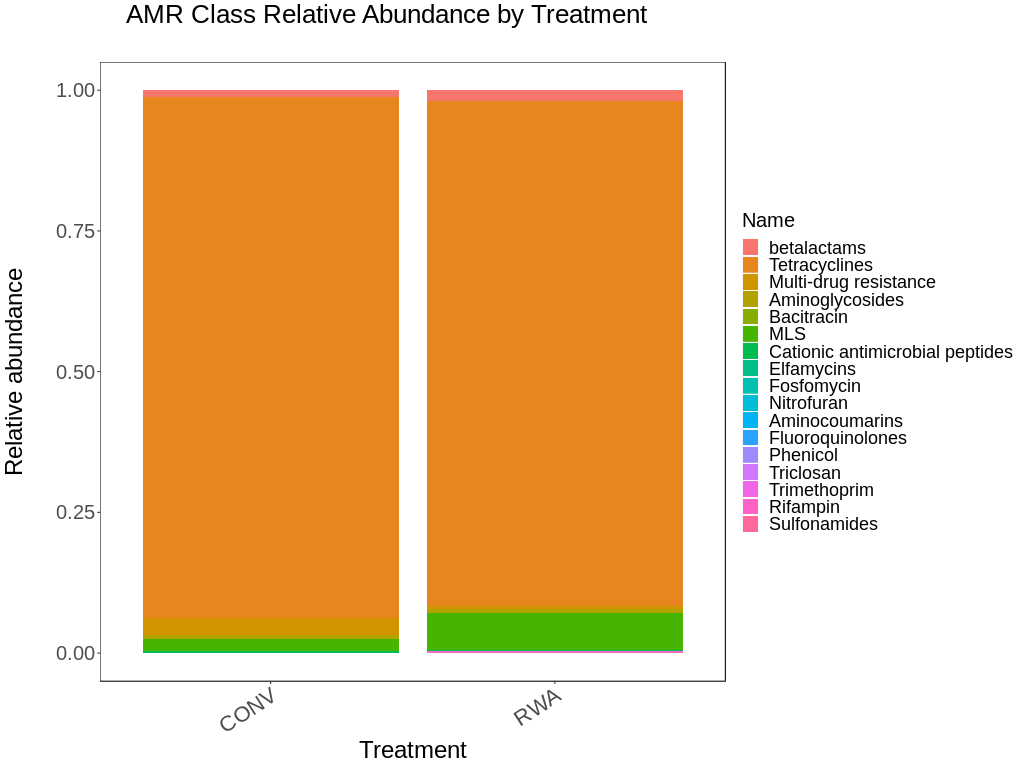 AMR Class Relative Abundance by Treatment
1.00
0.75
0.50
0.25
0.00
Relative abundance
CONV
RWA
Treatment
Name
betalactams
Tetracyclines
Multi-drug resistance
Aminoglycosides
Bacitracin
MLS
Cationic antimicrobial peptides
Elfamycins
Fosfomycin
Nitrofuran
Aminocoumarins
Fluoroquinolones
Phenicol
Triclosan
Trimethoprim
Rifampin
Sulfonamides